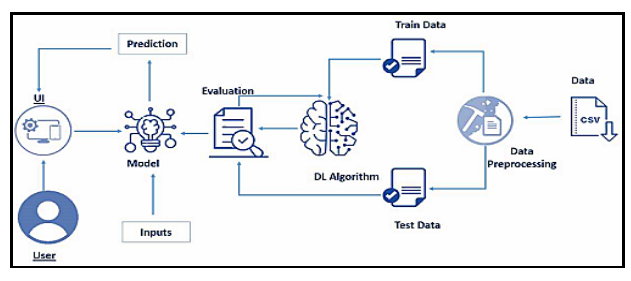 Train Data
Prediction
Data
UI
Evaluation
CSV
Model
Data
Preprocessing
DL Algorithm
Inputs
Test Data
User